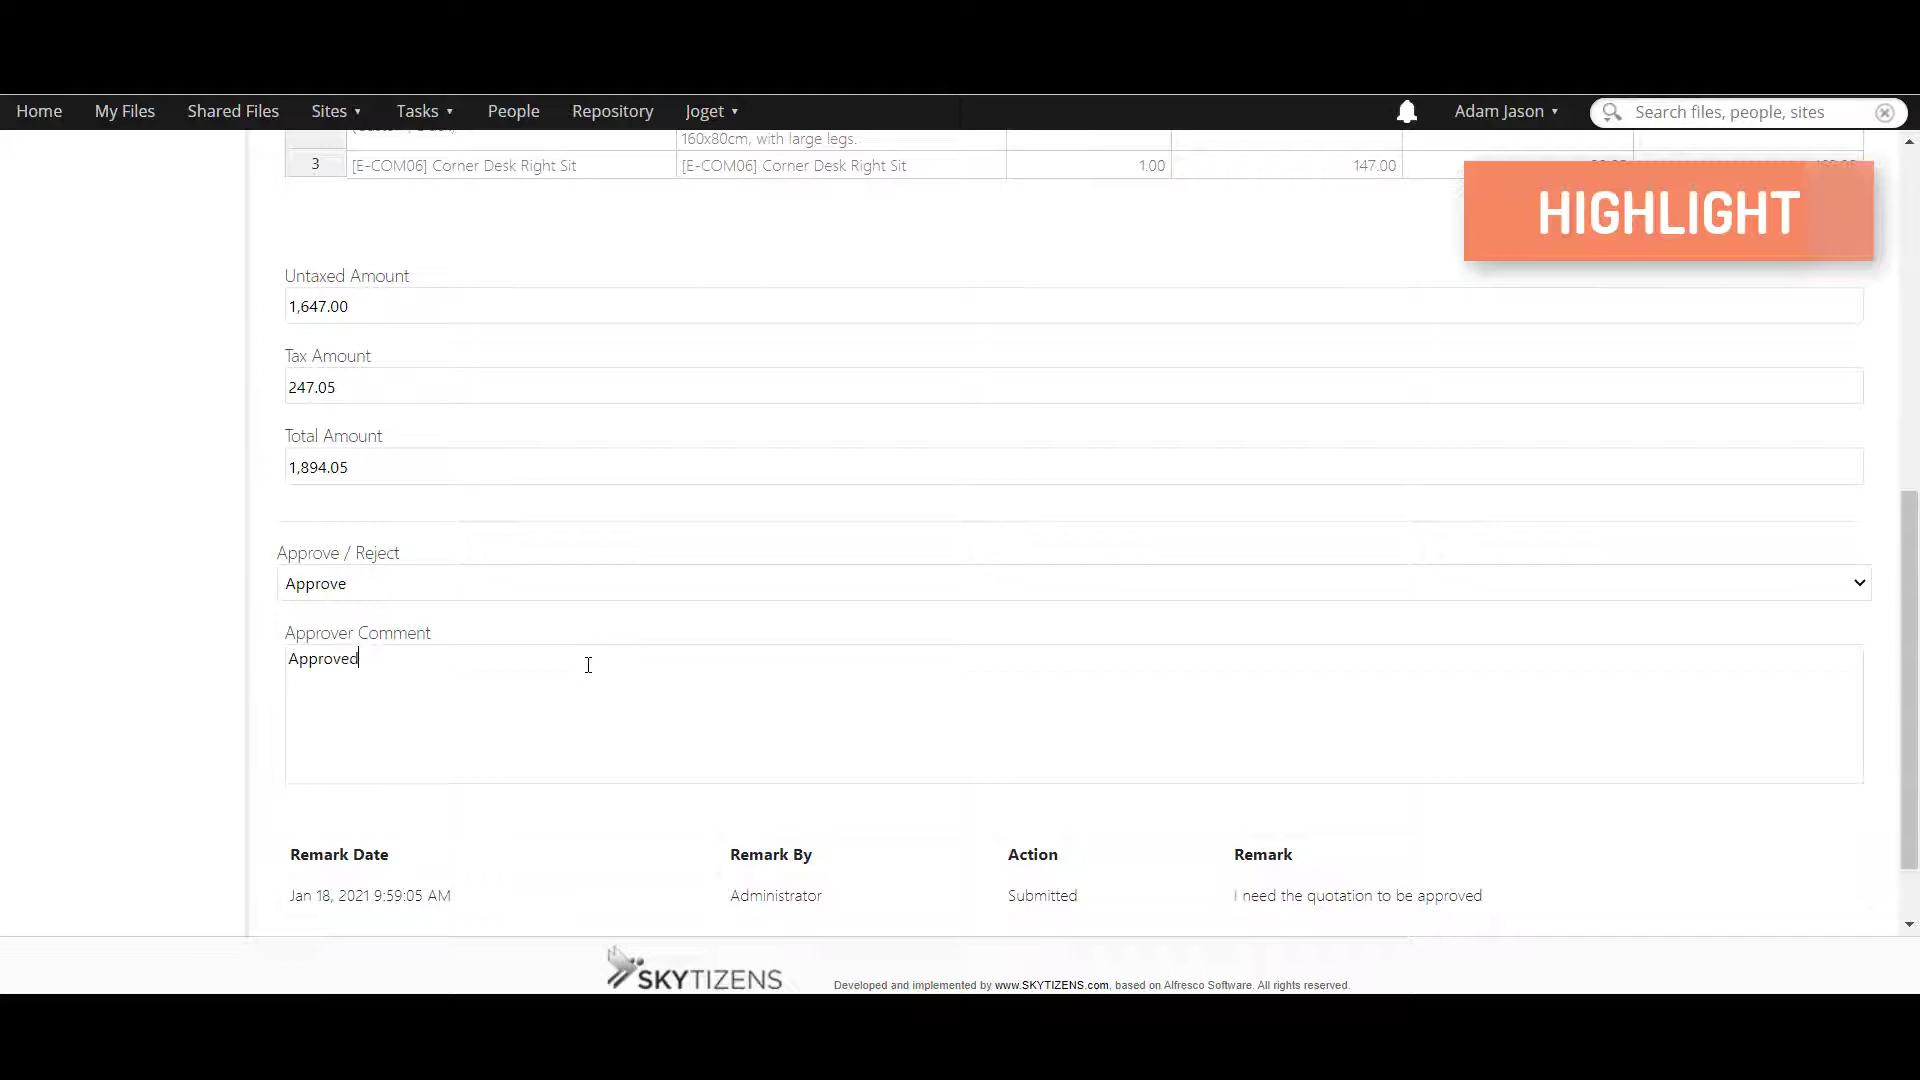 Home My Files Shared Files Sites Tasks People Repository Joget Adam Jason Search files, people, sites
160x80cm, with large legs.
3 [E-COM06] Corner Desk Right Sit [E-COM06] Corner Desk Right Sit 1.00 147.00
HIGHLIGHT
Untaxed Amount
1,647.00
Tax Amount
247.05
Total Amount
1,894.05
Approve / Reject
Approve
Approver Comment
Approved
Remark Date Remark By Action Remark
Jan 18, 2021 9:59:05 AM Administrator Submitted I need the quotation to be approved
SKYTIZENS Developed and implemented by www.SKYTIZENS.com, based on Alfresco Software. All rights reserved.